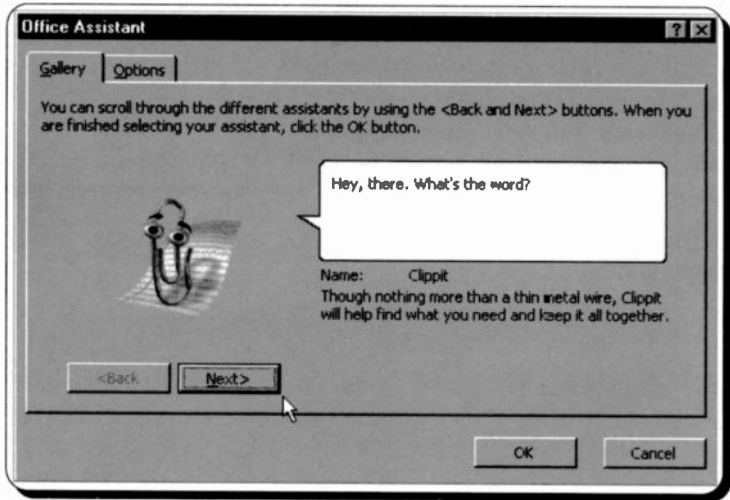 Office Assistant
Gallery Options
You can scroll through the different assistants by using the <Back and Next> buttons. When you
are finished selecting your assistant, click the OK button.
Hey, there. What's the word?
Name: Clippit
Though nothing more than a thin metal wire, Clippit
will help find what you need and keep it all together.
<Back Next>
OK Cancel